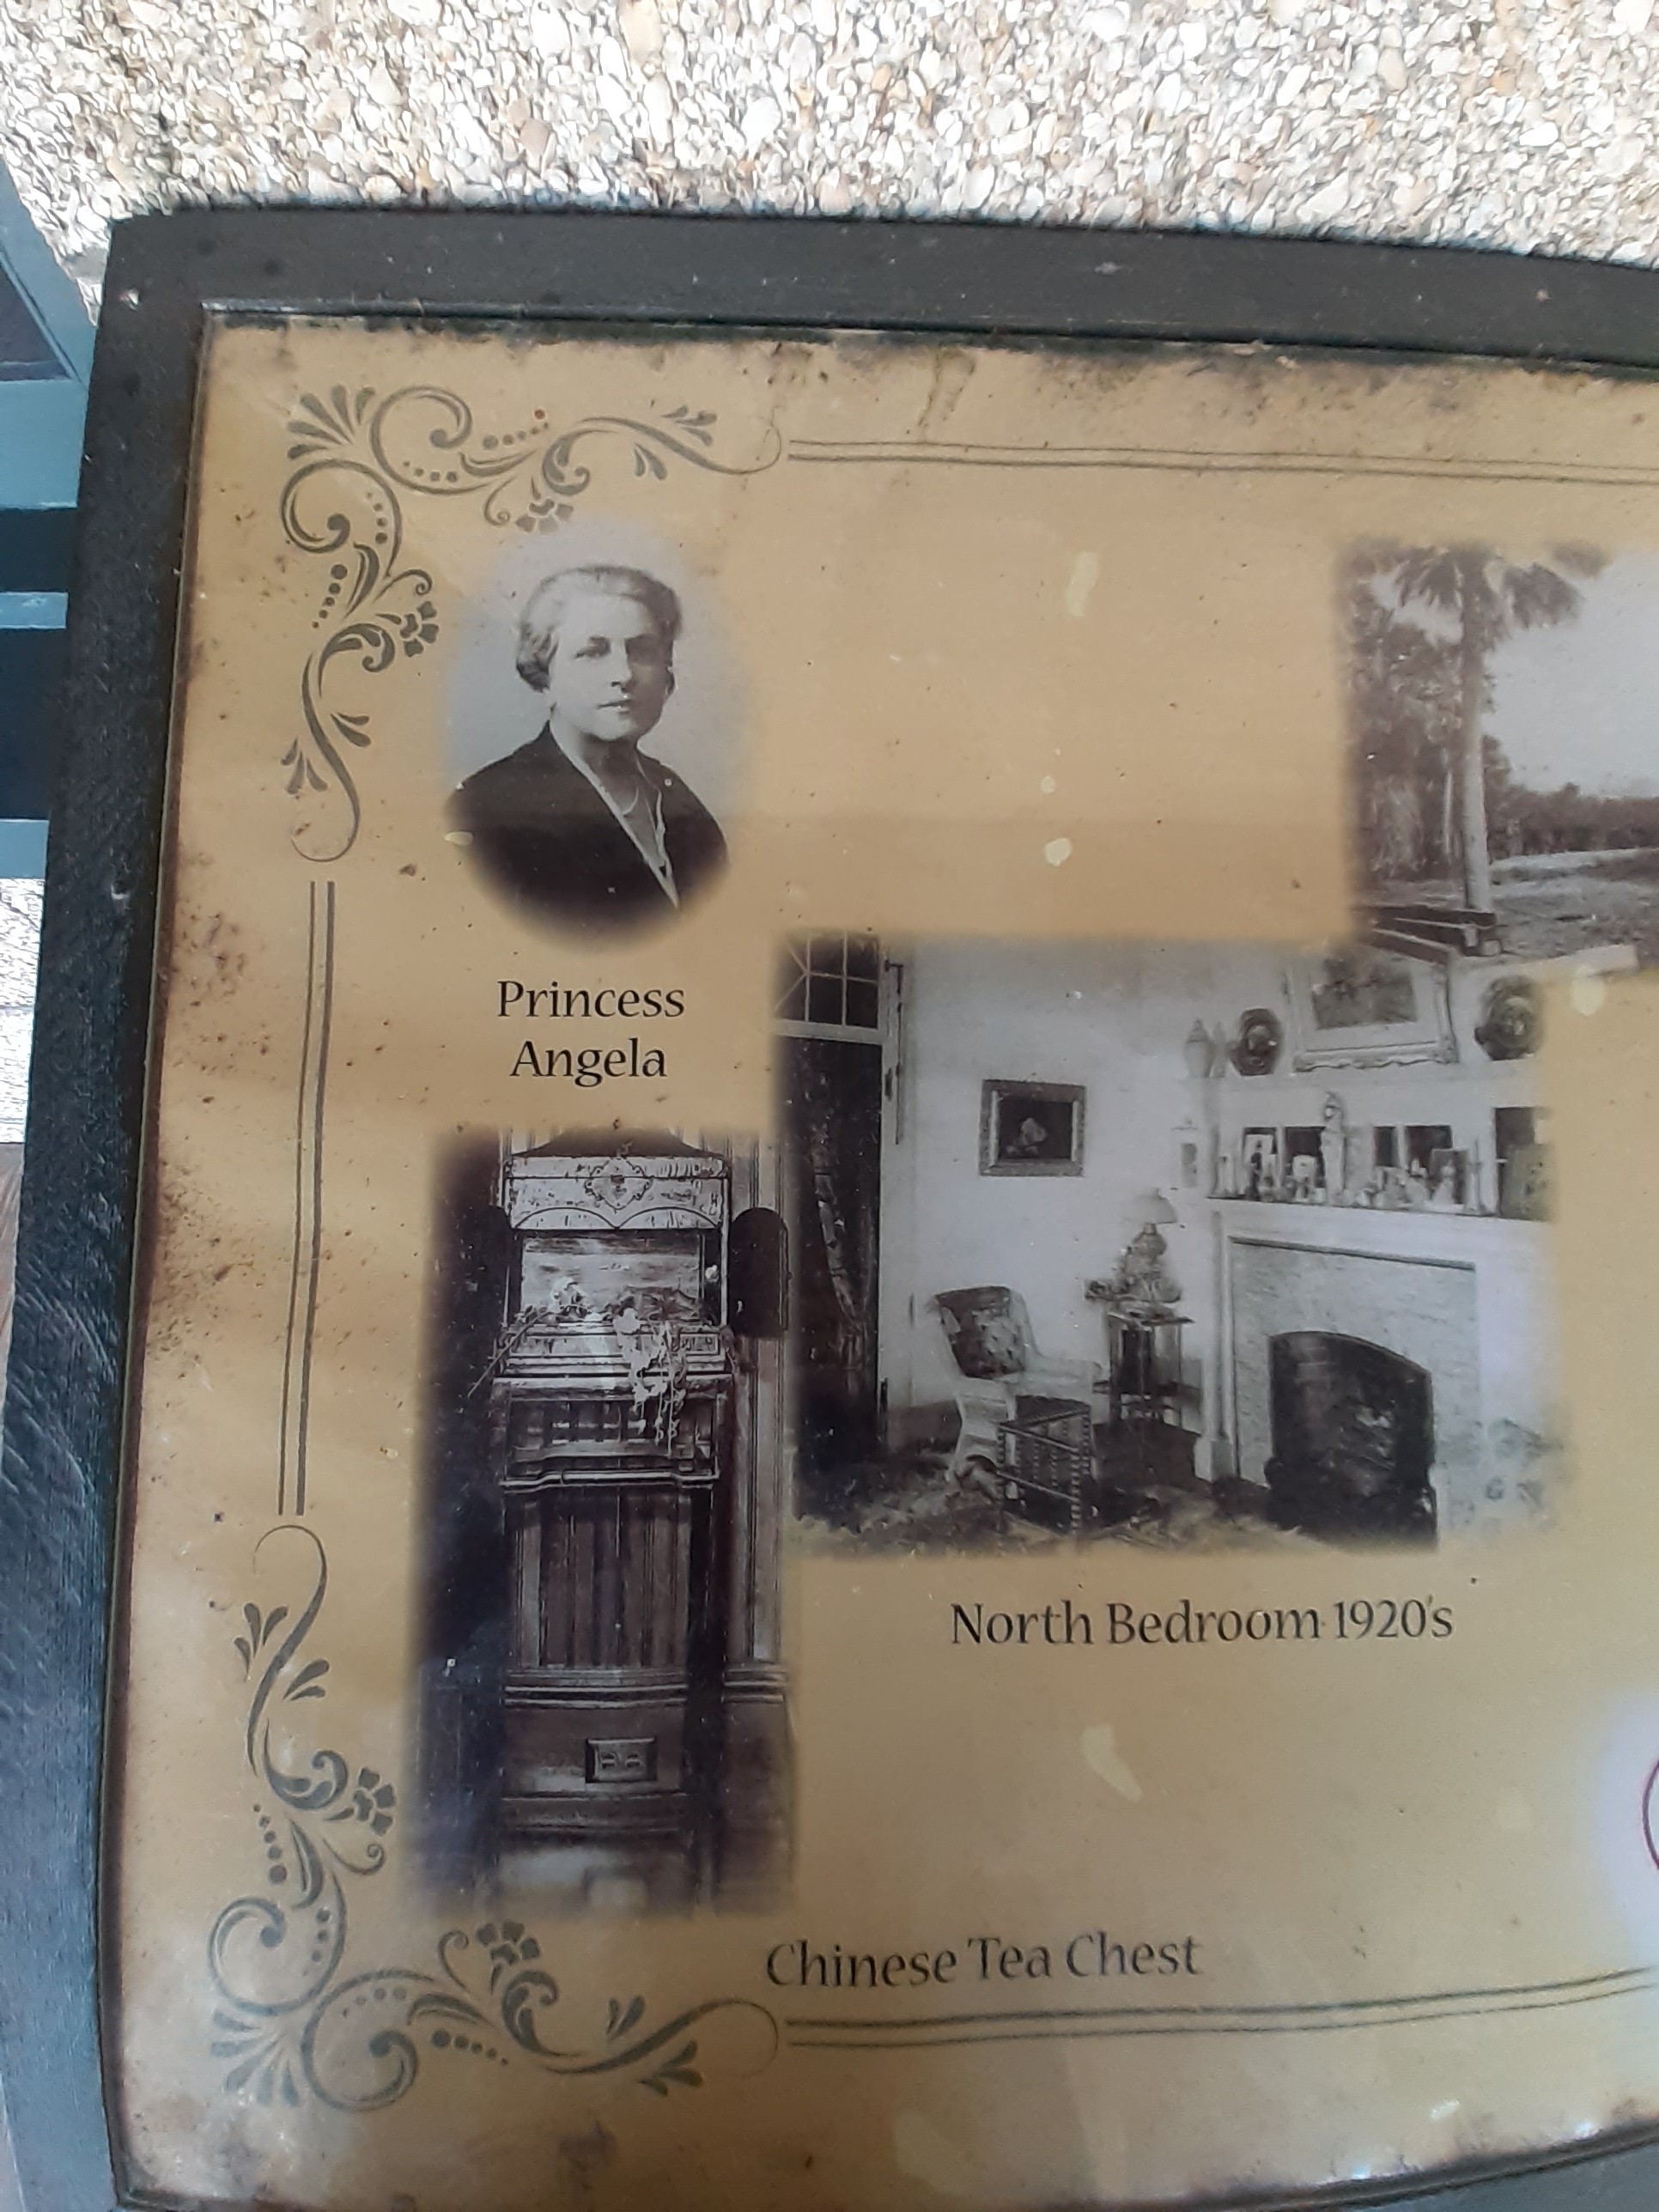 Princess
Angela
North Bedroom 1920's
Chinese Tea Chest